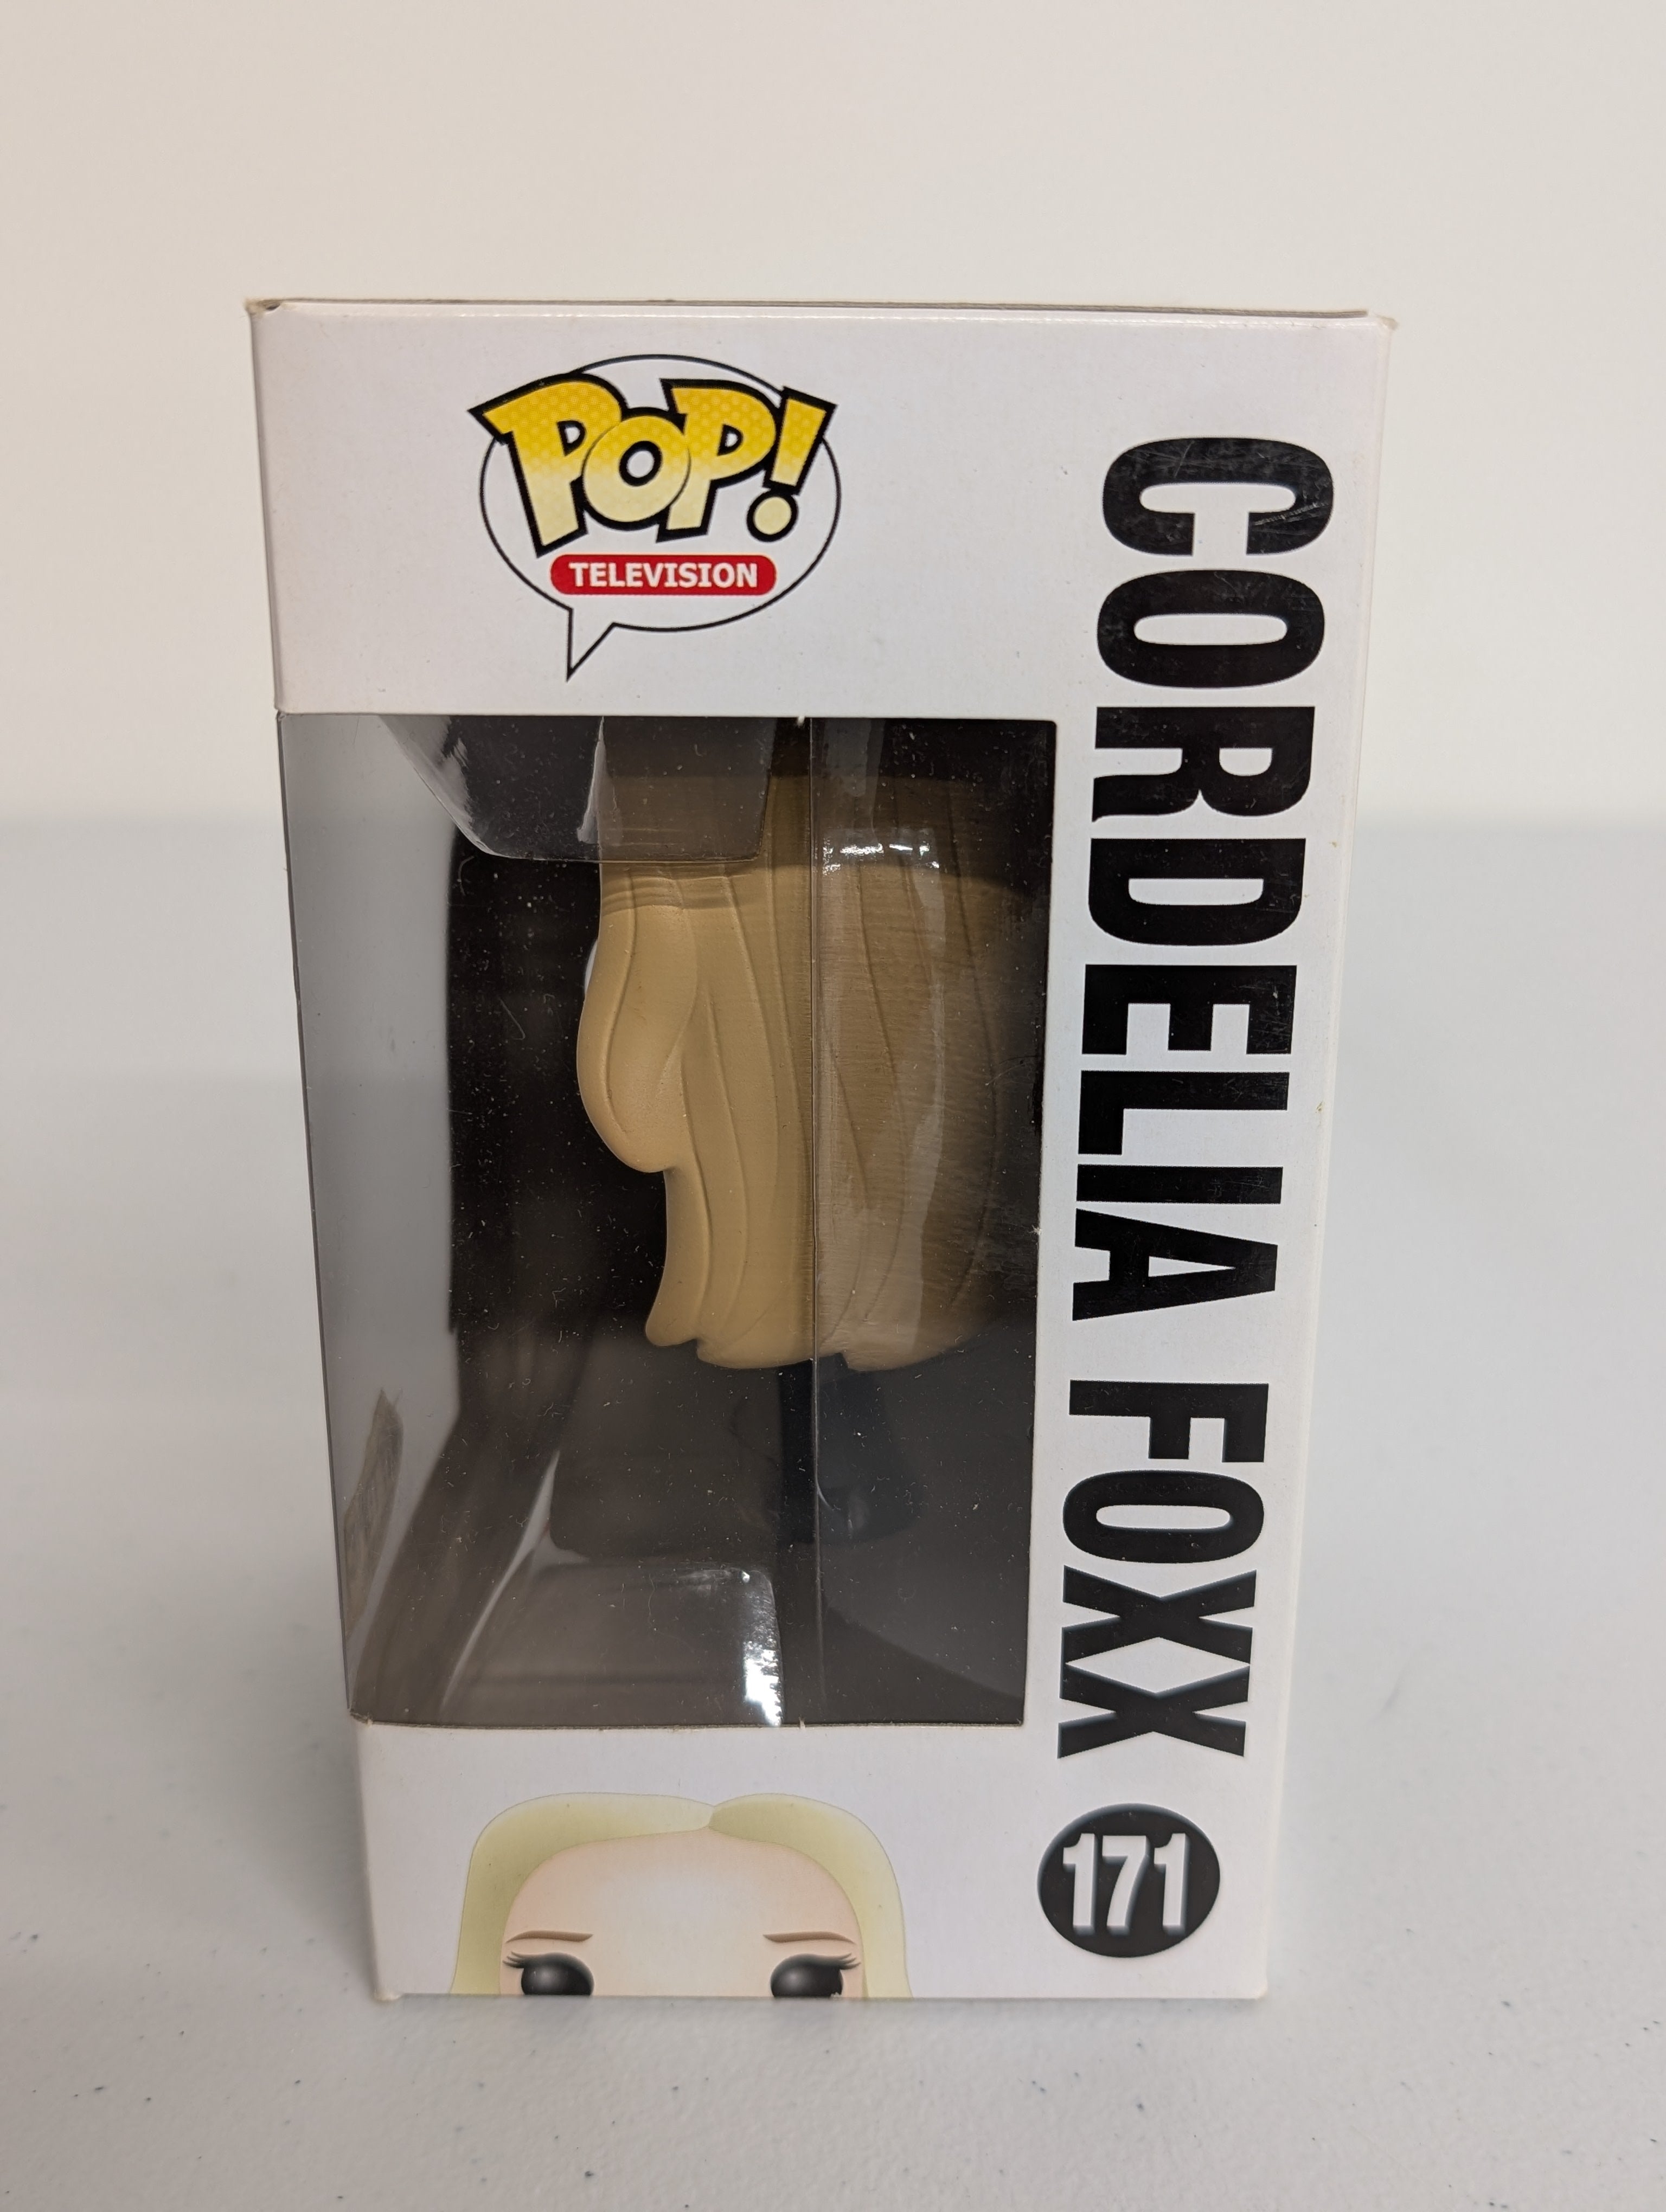 POP!
TELEVISION
CORDELIA FOXX
171